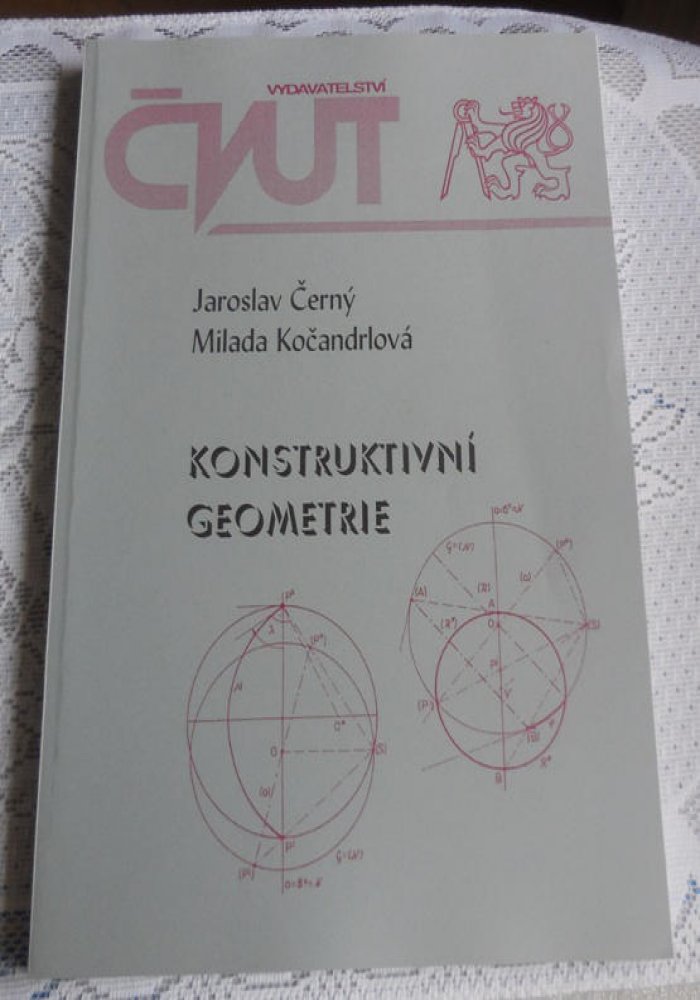 VYDAVATELSTVÍ
ČVUT
Jaroslav Černý
Milada Kočandrlová
KONSTRUKTIVNÍ
GEOMETRIE
(A)
A
O
(S)
(P)
B
O
(S)